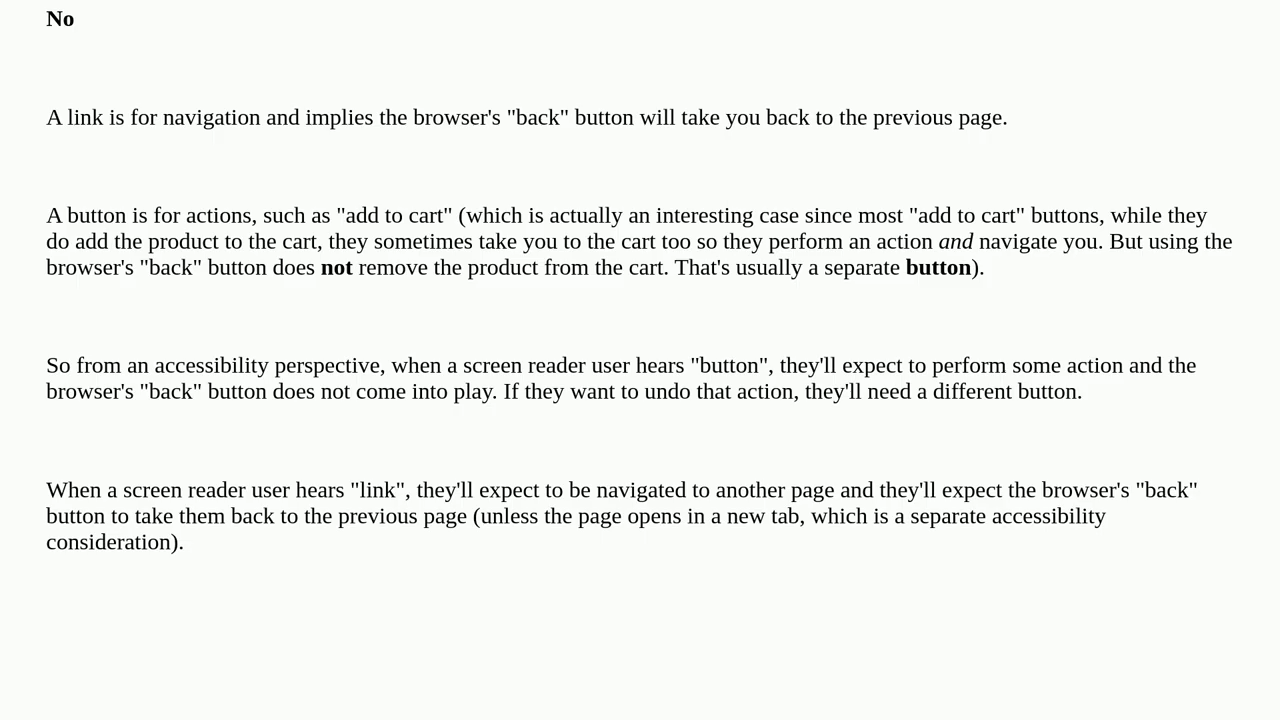 No
A link is for navigation and implies the browser's "back" button will take you back to the previous page.
A button is for actions, such as "add to cart" (which is actually an interesting case since most "add to cart" buttons, while they
do add the product to the cart, they sometimes take you to the cart too so they perform an action and navigate you. But using the
browser's "back" button does not remove the product from the cart. That's usually a separate button).
So from an accessibility perspective, when a screen reader user hears "button", they'll expect to perform some action and the
browser's "back" button does not come into play. If they want to undo that action, they'll need a different button.
When a screen reader user hears "link", they'll expect to be navigated to another page and they'll expect the browser's "back"
button to take them back to the previous page (unless the page opens in a new tab, which is a separate accessibility
consideration).